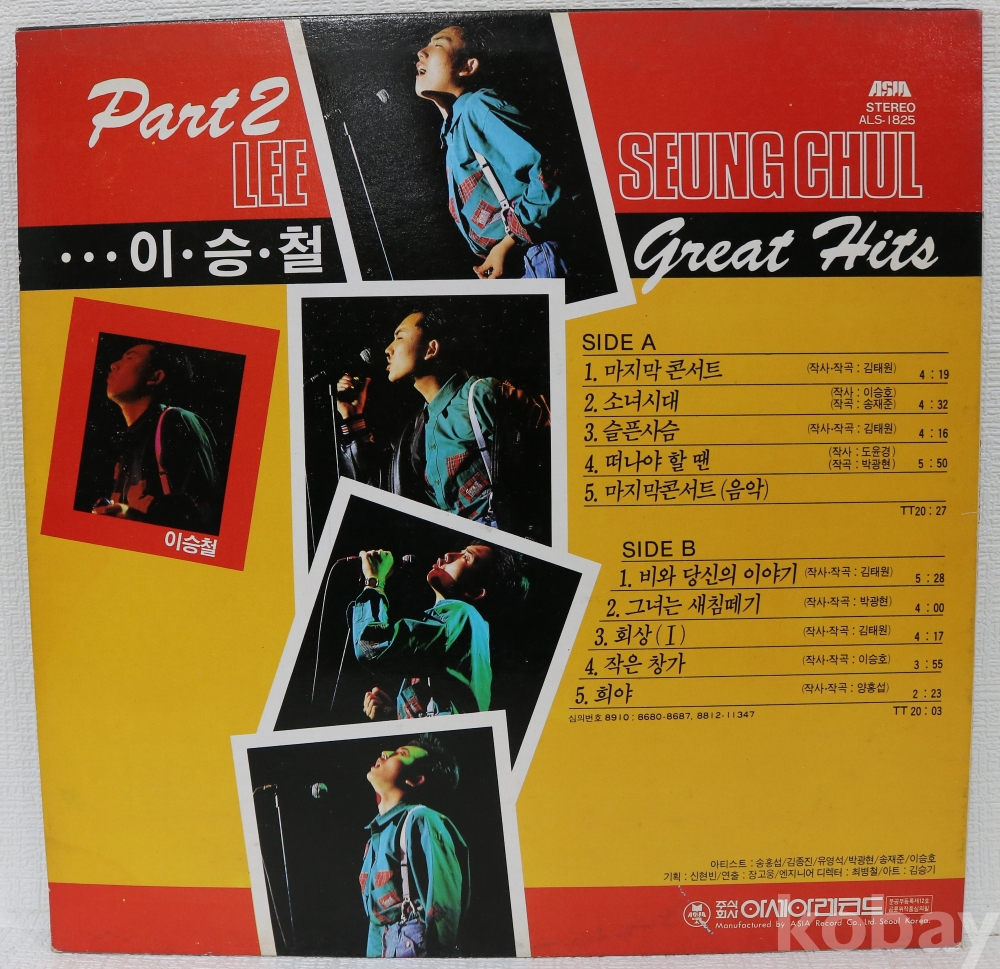 Part 2
LEE
SEUNG CHUL
ASIA
STEREO
ALS-1825
···이·승·철
Great Hits
이승철
SIDE A
1. 마지막 콘서트 (작사·작곡 : 김태원) 4 : 19
2. 소녀시대 (작사 : 이승호) (작곡 : 송재준) 4 : 32
3. 슬픈사슴 (작사·작곡 : 김태원) 4 : 16
4. 떠나야 할 땐 (작사 : 도윤경) (작곡 : 박광현) 5 : 50
5. 마지막콘서트 (음악)
TT20 : 27
SIDE B
1. 비와 당신의 이야기 (작사·작곡 : 김태원) 5 : 28
2. 그녀는 새침떼기 (작사·작곡 : 박광현) 4 : 00
3. 회상 (I) (작사·작곡 : 김태원) 4 : 17
4. 작은 창가 (작사·작곡 : 이승호) 3 : 55
5. 희야 (작사·작곡 : 양홍섭) 2 : 23
심의번호 8910 : 8680-8687, 8812-11347
TT 20 : 03
아티스트 : 송홍섭/김종진/유영석/박광현/송재준/이승호
기획 : 신현빈/연출 : 장고웅/엔지니어 디렉터 : 최병철/아트 : 김승기
주식회사 아세아레코드
Manufactured by ASIA Record Co., Ltd. Seoul Korea
kobay